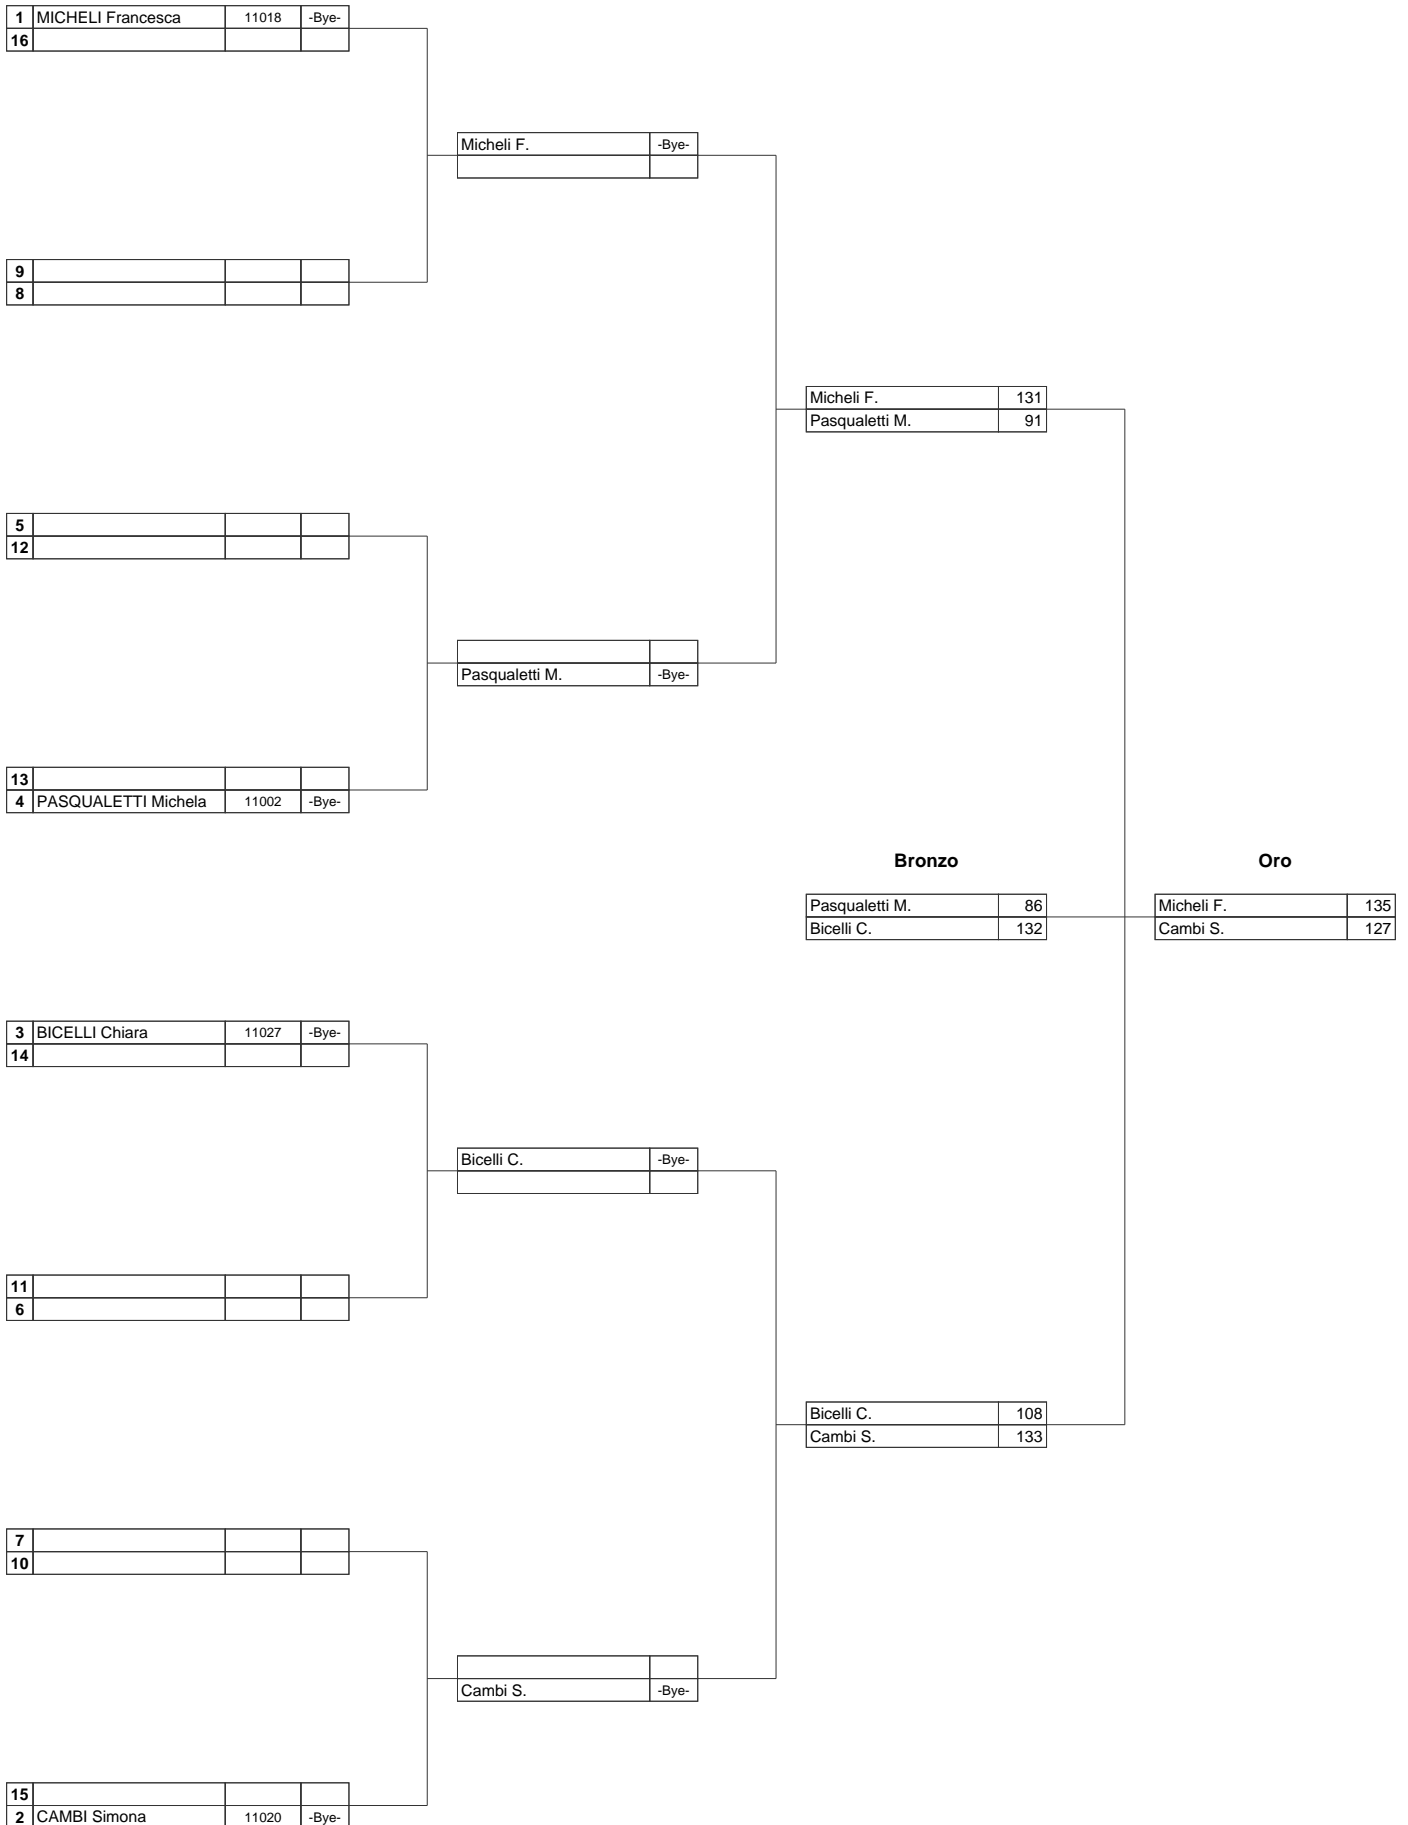 1 MICHELI Francesca 11018 -Bye-
16
Micheli F. -Bye-
9
8
Micheli F. 131
Pasqualetti M. 91
5
12
Pasqualetti M. -Bye-
13
4 PASQUALETTI Michela 11002 -Bye-
Bronzo
Oro
Pasqualetti M. 86
Bicelli C. 132
Micheli F. 135
Cambi S. 127
3 BICELLI Chiara 11027 -Bye-
14
Bicelli C. -Bye-
11
6
Bicelli C. 108
Cambi S. 133
7
10
Cambi S. -Bye-
15
2 CAMBI Simona 11020 -Bye-